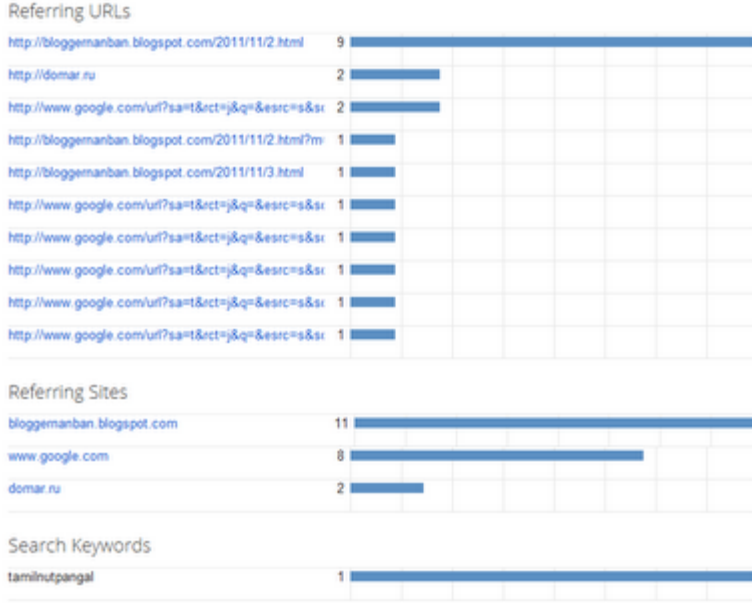 Referring URLs
http://bloggernanban.blogspot.com/2011/11/2.html 9
http://domar.ru 2
http://www.google.com/url?sa=t&rct=j&q=&esrc=s&s 2
http://bloggernanban.blogspot.com/2011/11/2.html?m 1
http://bloggernanban.blogspot.com/2011/11/3.html 1
http://www.google.com/url?sa=t&rct=j&q=&esrc=s&s 1
http://www.google.com/url?sa=t&rct=j&q=&esrc=s&s 1
http://www.google.com/url?sa=t&rct=j&q=&esrc=s&s 1
http://www.google.com/url?sa=t&rct=j&q=&esrc=s&s 1
http://www.google.com/url?sa=t&rct=j&q=&esrc=s&s 1
Referring Sites
bloggernanban.blogspot.com 11
www.google.com 8
domar.ru 2
Search Keywords
tamilnutpangal 1